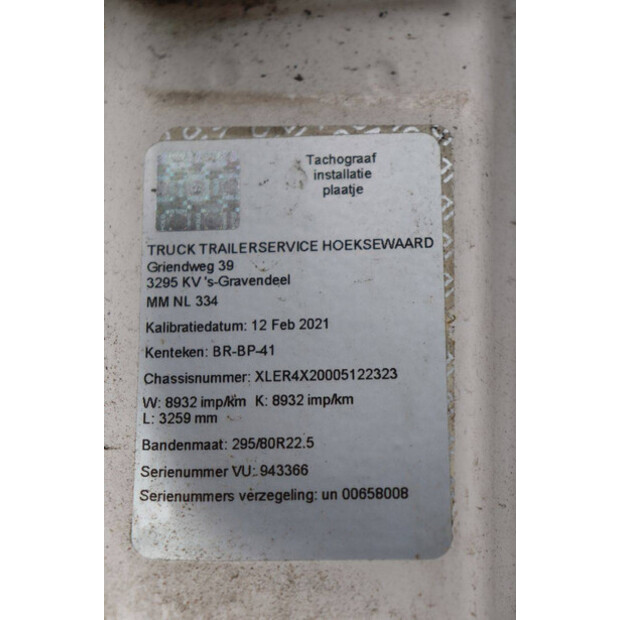 Tachograaf
installatie
plaatje
TRUCK TRAILERSERVICE HOEKSEWAARD
Griendweg 39
3295 KV 's-Gravendeel
MM NL 334
Kalibratiedatum: 12 Feb 2021
Kenteken: BR-BP-41
Chassisnummer: XLER4X20005122323
W: 8932 imp/km K: 8932 imp/km
L: 3259 mm
Bandenmaat: 295/80R22.5
Serienummer VU: 943366
Serienummers verzegeling: un 00658008